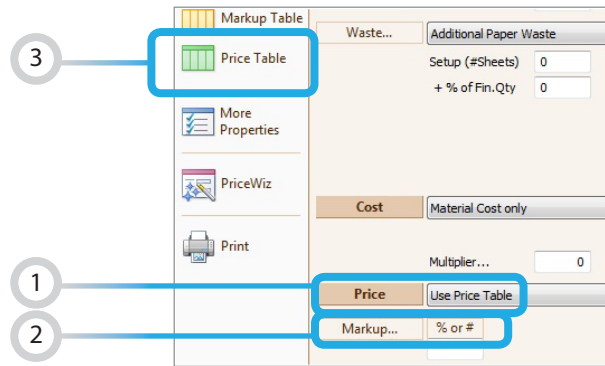 Markup Table
3
Price Table
More
Properties
PriceWiz
Print
1
2
Waste... Additional Paper Waste
Setup (#Sheets) 0
+ % of Fin.Qty 0
Cost Material Cost only
Multiplier... 0
Price Use Price Table
Markup... % or #